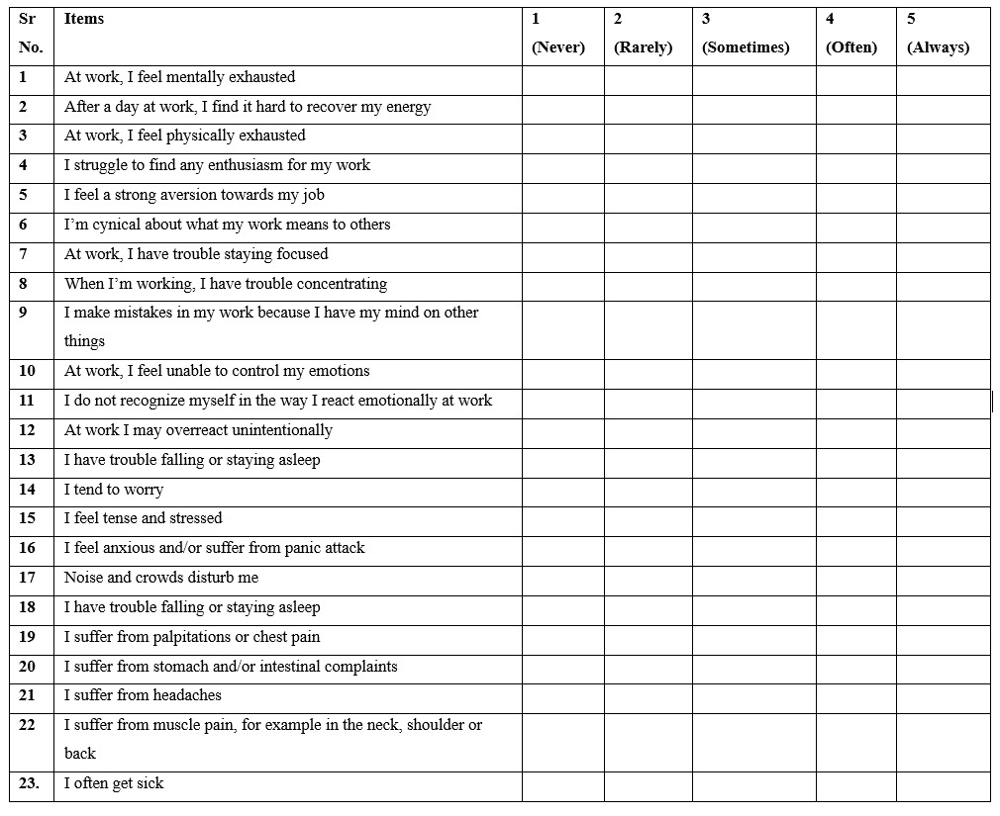 Sr No. Items 1 (Never) 2 (Rarely) 3 (Sometimes) 4 (Often) 5 (Always)
1 At work, I feel mentally exhausted
2 After a day at work, I find it hard to recover my energy
3 At work, I feel physically exhausted
4 I struggle to find any enthusiasm for my work
5 I feel a strong aversion towards my job
6 I’m cynical about what my work means to others
7 At work, I have trouble staying focused
8 When I’m working, I have trouble concentrating
9 I make mistakes in my work because I have my mind on other
things
10 At work, I feel unable to control my emotions
11 I do not recognize myself in the way I react emotionally at work
12 At work I may overreact unintentionally
13 I have trouble falling or staying asleep
14 I tend to worry
15 I feel tense and stressed
16 I feel anxious and/or suffer from panic attack
17 Noise and crowds disturb me
18 I have trouble falling or staying asleep
19 I suffer from palpitations or chest pain
20 I suffer from stomach and/or intestinal complaints
21 I suffer from headaches
22 I suffer from muscle pain, for example in the neck, shoulder or
back
23. I often get sick